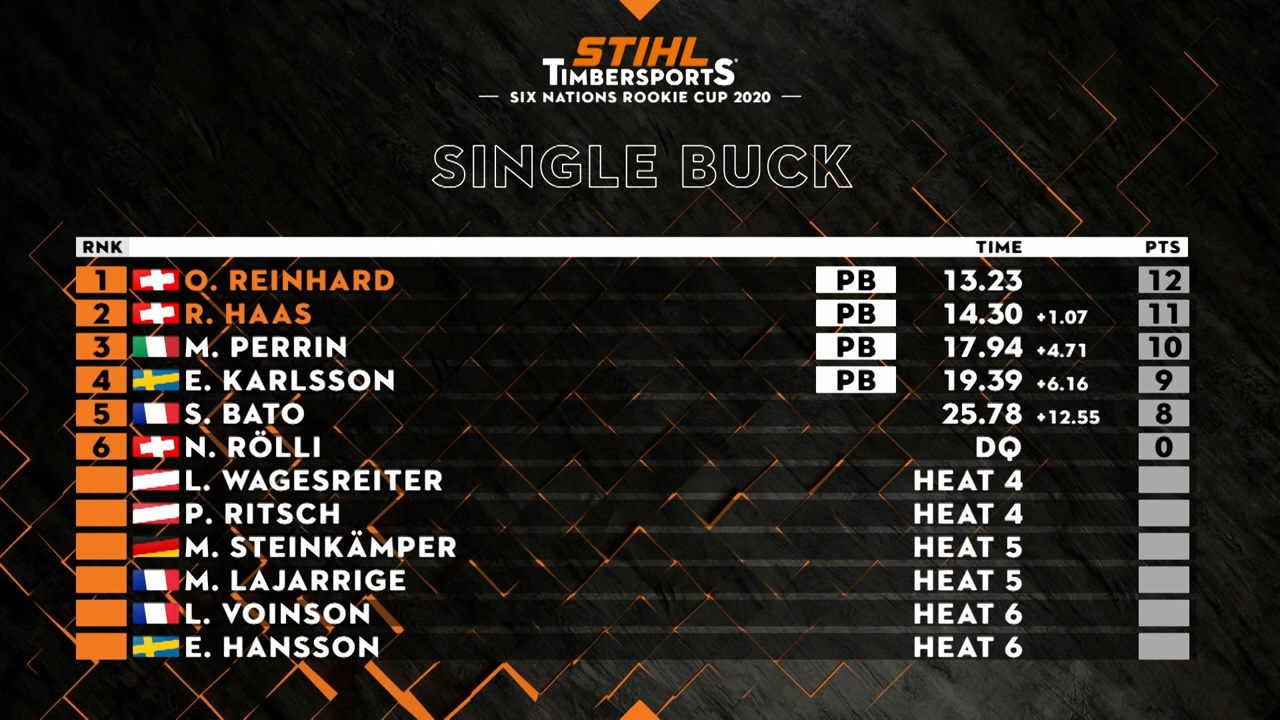 STIHL
TIMBERSPORTS
SIX NATIONS ROOKIE CUP 2020
SINGLE BUCK
RNK TIME PTS
1 O. REINHARD PB 13.23 12
2 R. HAAS PB 14.30 +1.07 11
3 M. PERRIN PB 17.94 +4.71 10
4 E. KARLSSON PB 19.39 +6.16 9
5 S. BATO 25.78 +12.55 8
6 N. RÖLLI DQ 0
L. WAGESREITER HEAT 4
P. RITSCH HEAT 4
M. STEINKÄMPER HEAT 5
M. LAJARRIGE HEAT 5
L. VOINSON HEAT 6
E. HANSSON HEAT 6